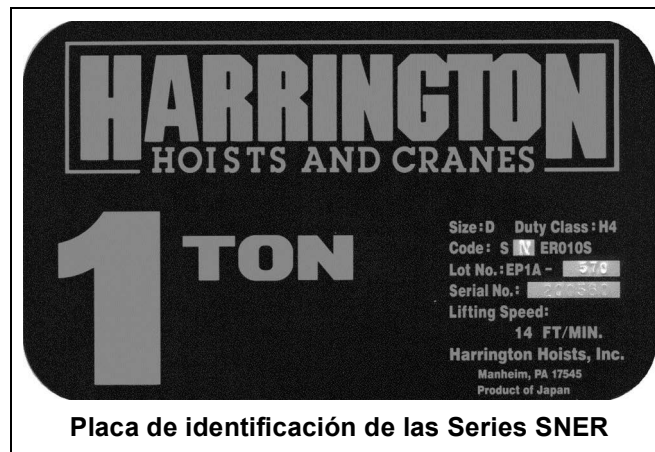 HARRINGTON
HOISTS AND CRANES
1 TON
Size:D Duty Class:H4
Code: S N ER010S
Lot No.:EP1A- 570
Serial No.:
Lifting Speed:
14 FT/MIN.
Harrington Hoists, Inc.
Manheim, PA 17545
Product of Japan
Placa de identificación de las Series SNER